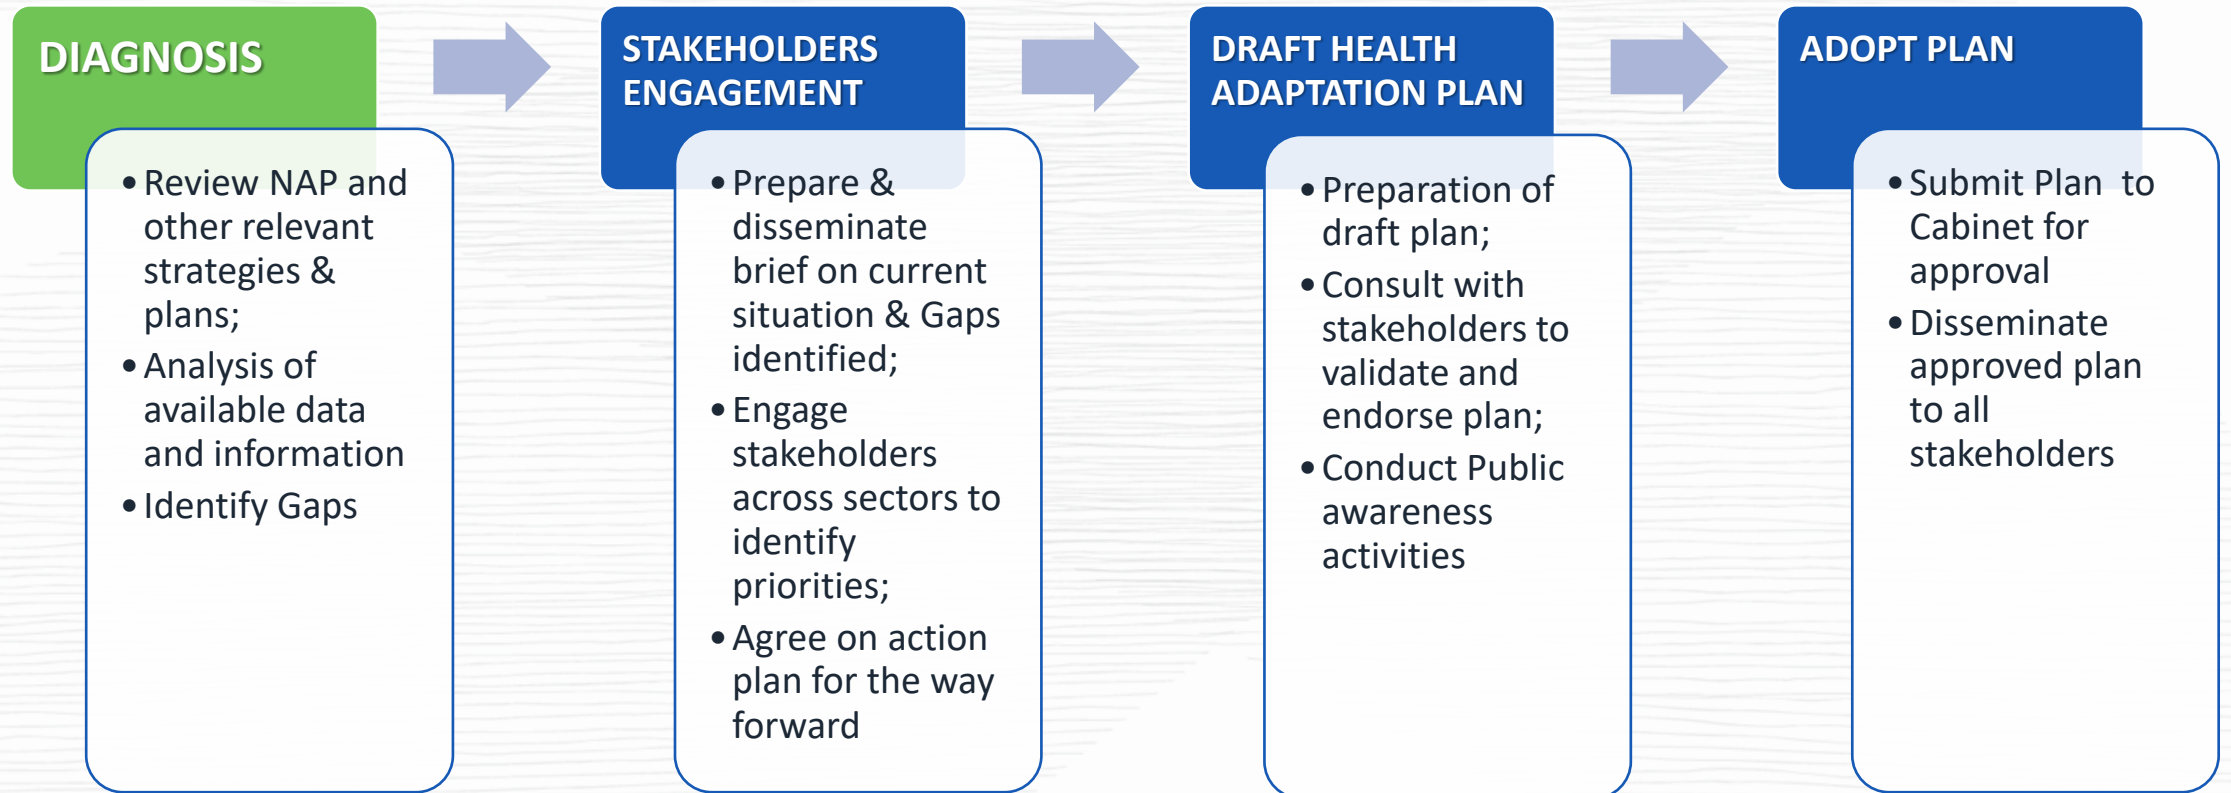 DIAGNOSIS
• Review NAP and
other relevant
strategies &
plans;
• Analysis of
available data
and information
• Identify Gaps
STAKEHOLDERS
ENGAGEMENT
• Prepare &
disseminate
brief on current
situation & Gaps
identified;
• Engage
stakeholders
across sectors to
identify
priorities;
• Agree on action
plan for the way
forward
DRAFT HEALTH
ADAPTATION PLAN
• Preparation of
draft plan;
• Consult with
stakeholders to
validate and
endorse plan;
• Conduct Public
awareness
activities
ADOPT PLAN
• Submit Plan  to
Cabinet for
approval
• Disseminate
approved plan
to all
stakeholders